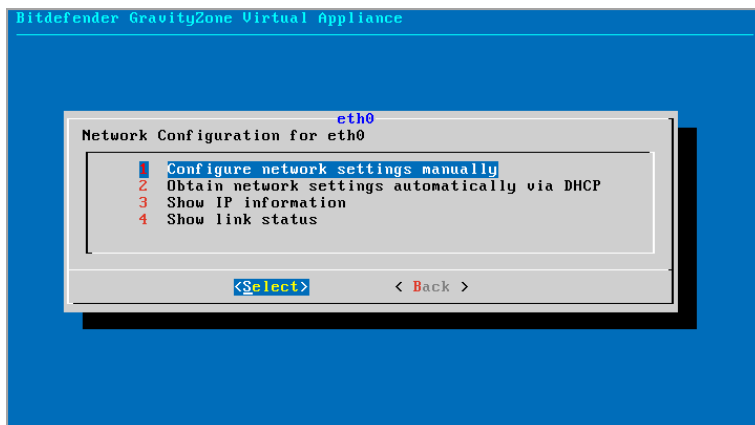 Bitdefender GravityZone Virtual Appliance
eth0
Network Configuration for eth0
1 Configure network settings manually
2 Obtain network settings automatically via DHCP
3 Show IP information
4 Show link status
<Select> < Back >